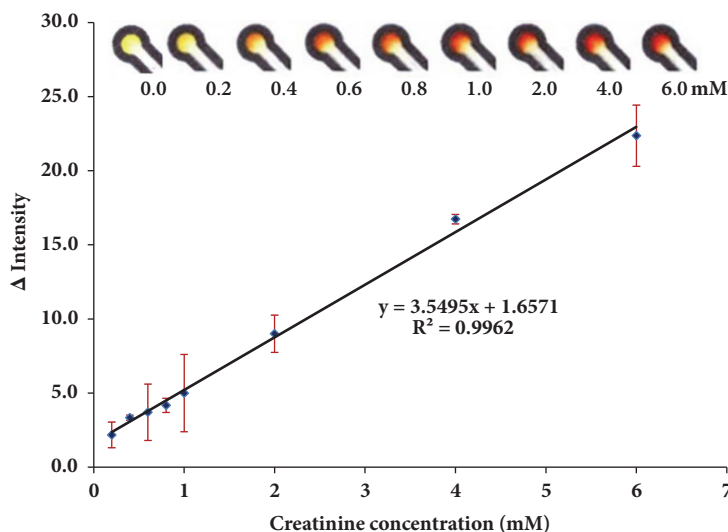 30.0
0.0 0.2 0.4 0.6 0.8 1.0 2.0 4.0 6.0 mM
25.0
20.0
Δ Intensity
15.0
y = 3.5495x + 1.6571
R² = 0.9962
10.0
5.0
0.0
0 1 2 3 4 5 6 7
Creatinine concentration (mM)